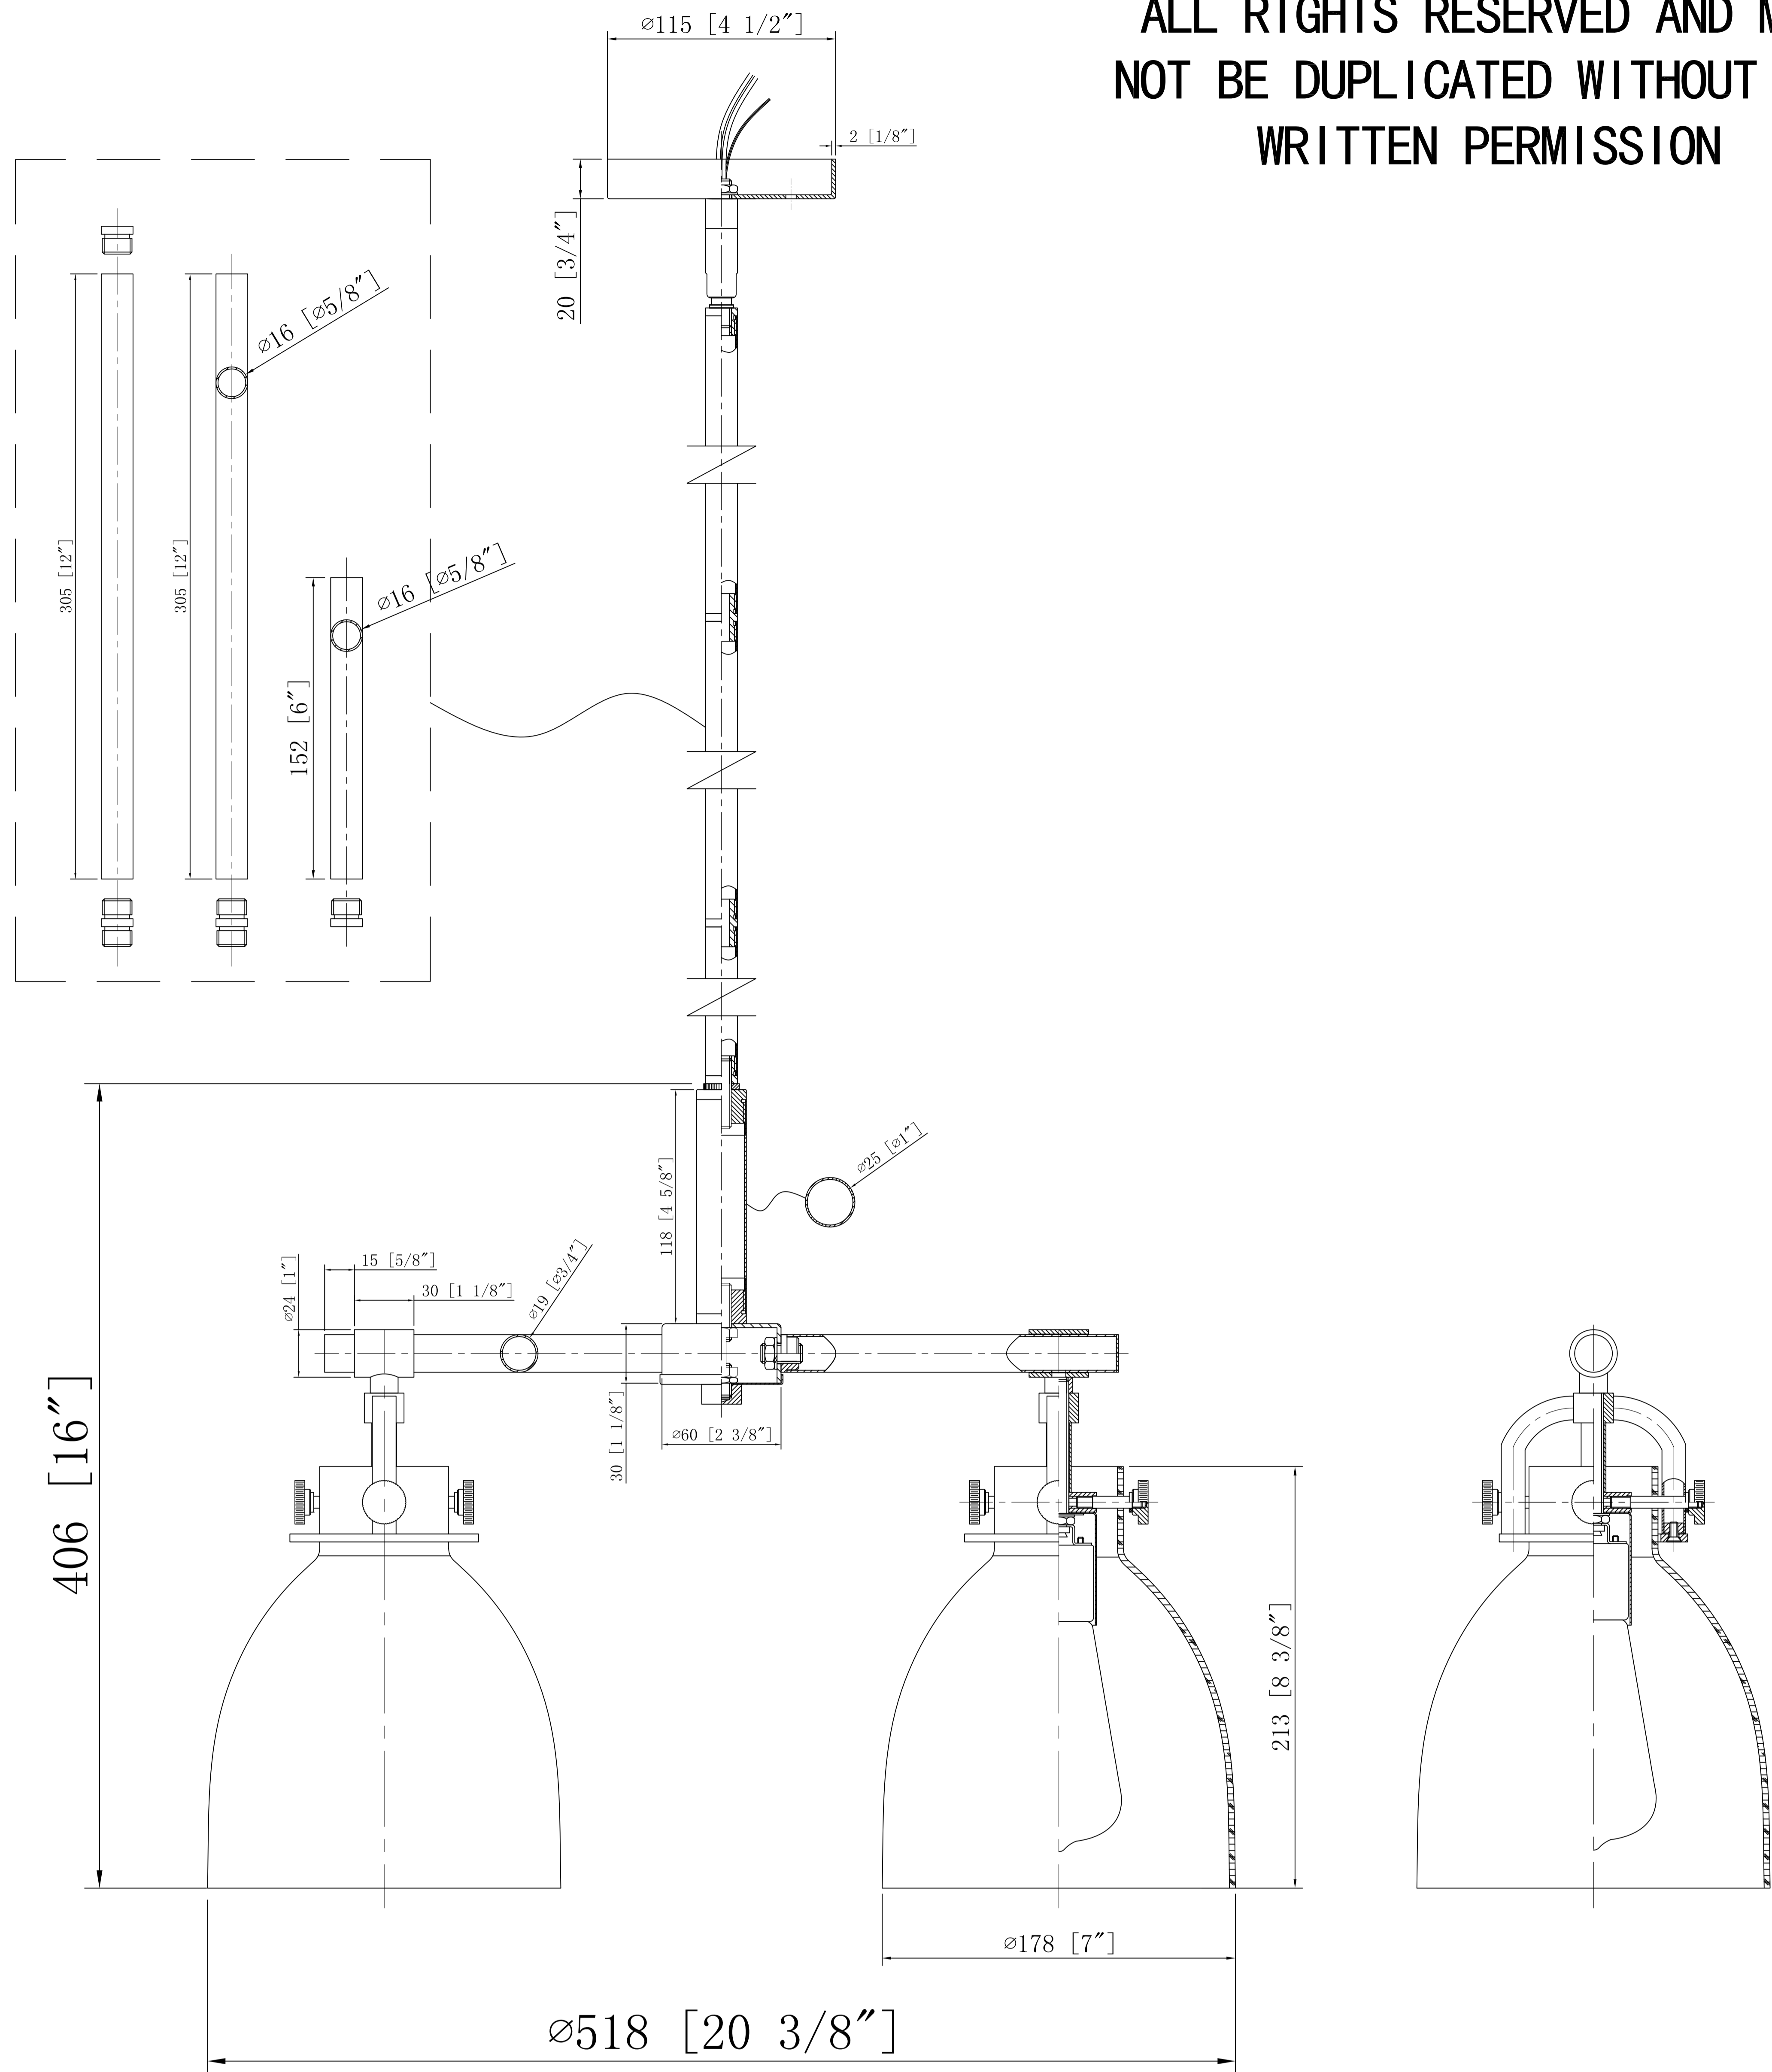 ALL RIGHTS RESERVED AND
NOT BE DUPLICATED WITHOUT
WRITTEN PERMISSION
⌀115 [4 1/2″]
2 [1/8″]
20 [3/4″]
⌀16 [⌀5/8″]
305 [12″]
305 [12″]
⌀16 [⌀5/8″]
152 [6″]
⌀25 [⌀1″]
118 [4 5/8″]
15 [5/8″]
⌀24 [1″]
30 [1 1/8″]
⌀19 [⌀3/4″]
30 [1 1/8″]
⌀60 [2 3/8″]
406 [16″]
213 [8 3/8″]
⌀178 [7″]
⌀518 [20 3/8″]